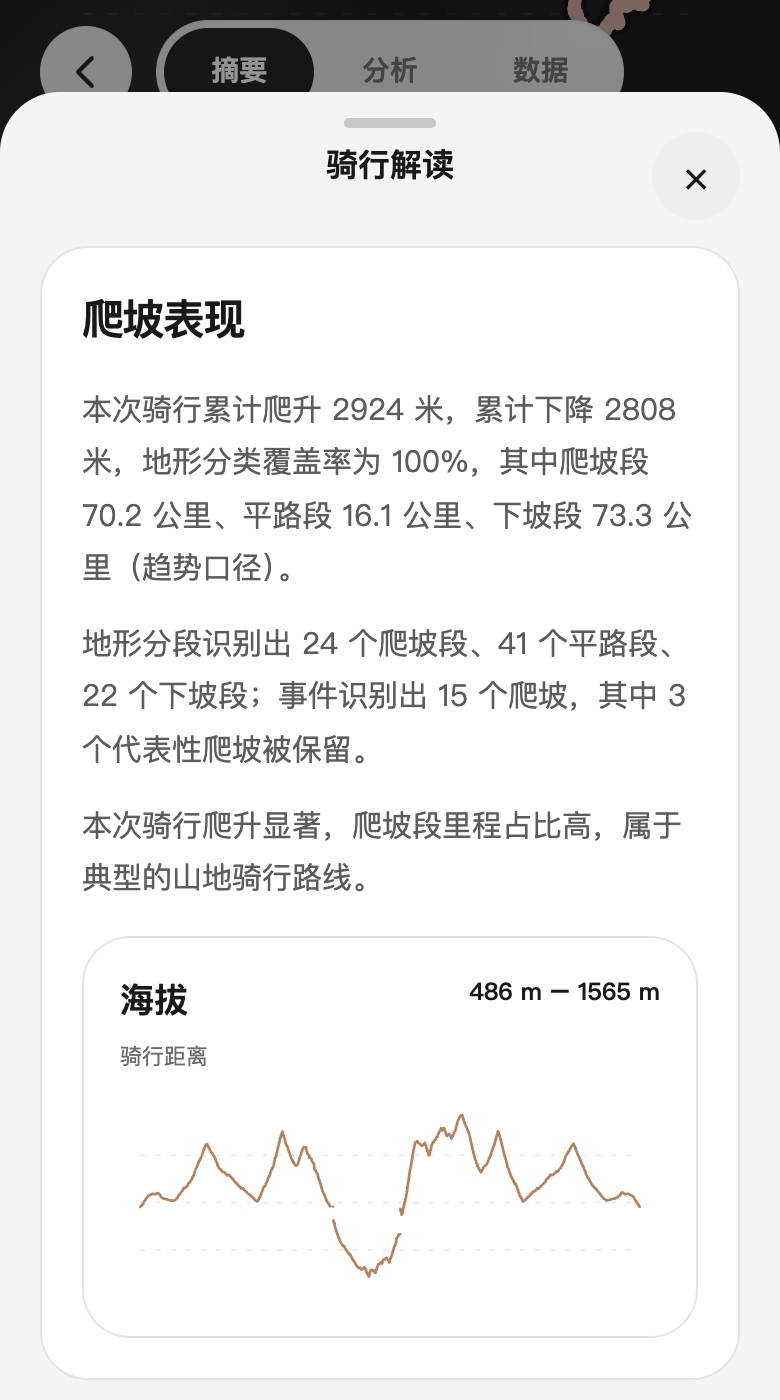 摘要
分析
数据
骑行解读
爬坡表现
本次骑行累计爬升 2924 米，累计下降 2808
米，地形分类覆盖率为 100%，其中爬坡段
70.2 公里、平路段 16.1 公里、下坡段 73.3 公
里（趋势口径）。
地形分段识别出 24 个爬坡段、41 个平路段、
22 个下坡段；事件识别出 15 个爬坡，其中 3
个代表性爬坡被保留。
本次骑行爬升显著，爬坡段里程占比高，属于
典型的山地骑行路线。
海拔
486 m — 1565 m
骑行距离